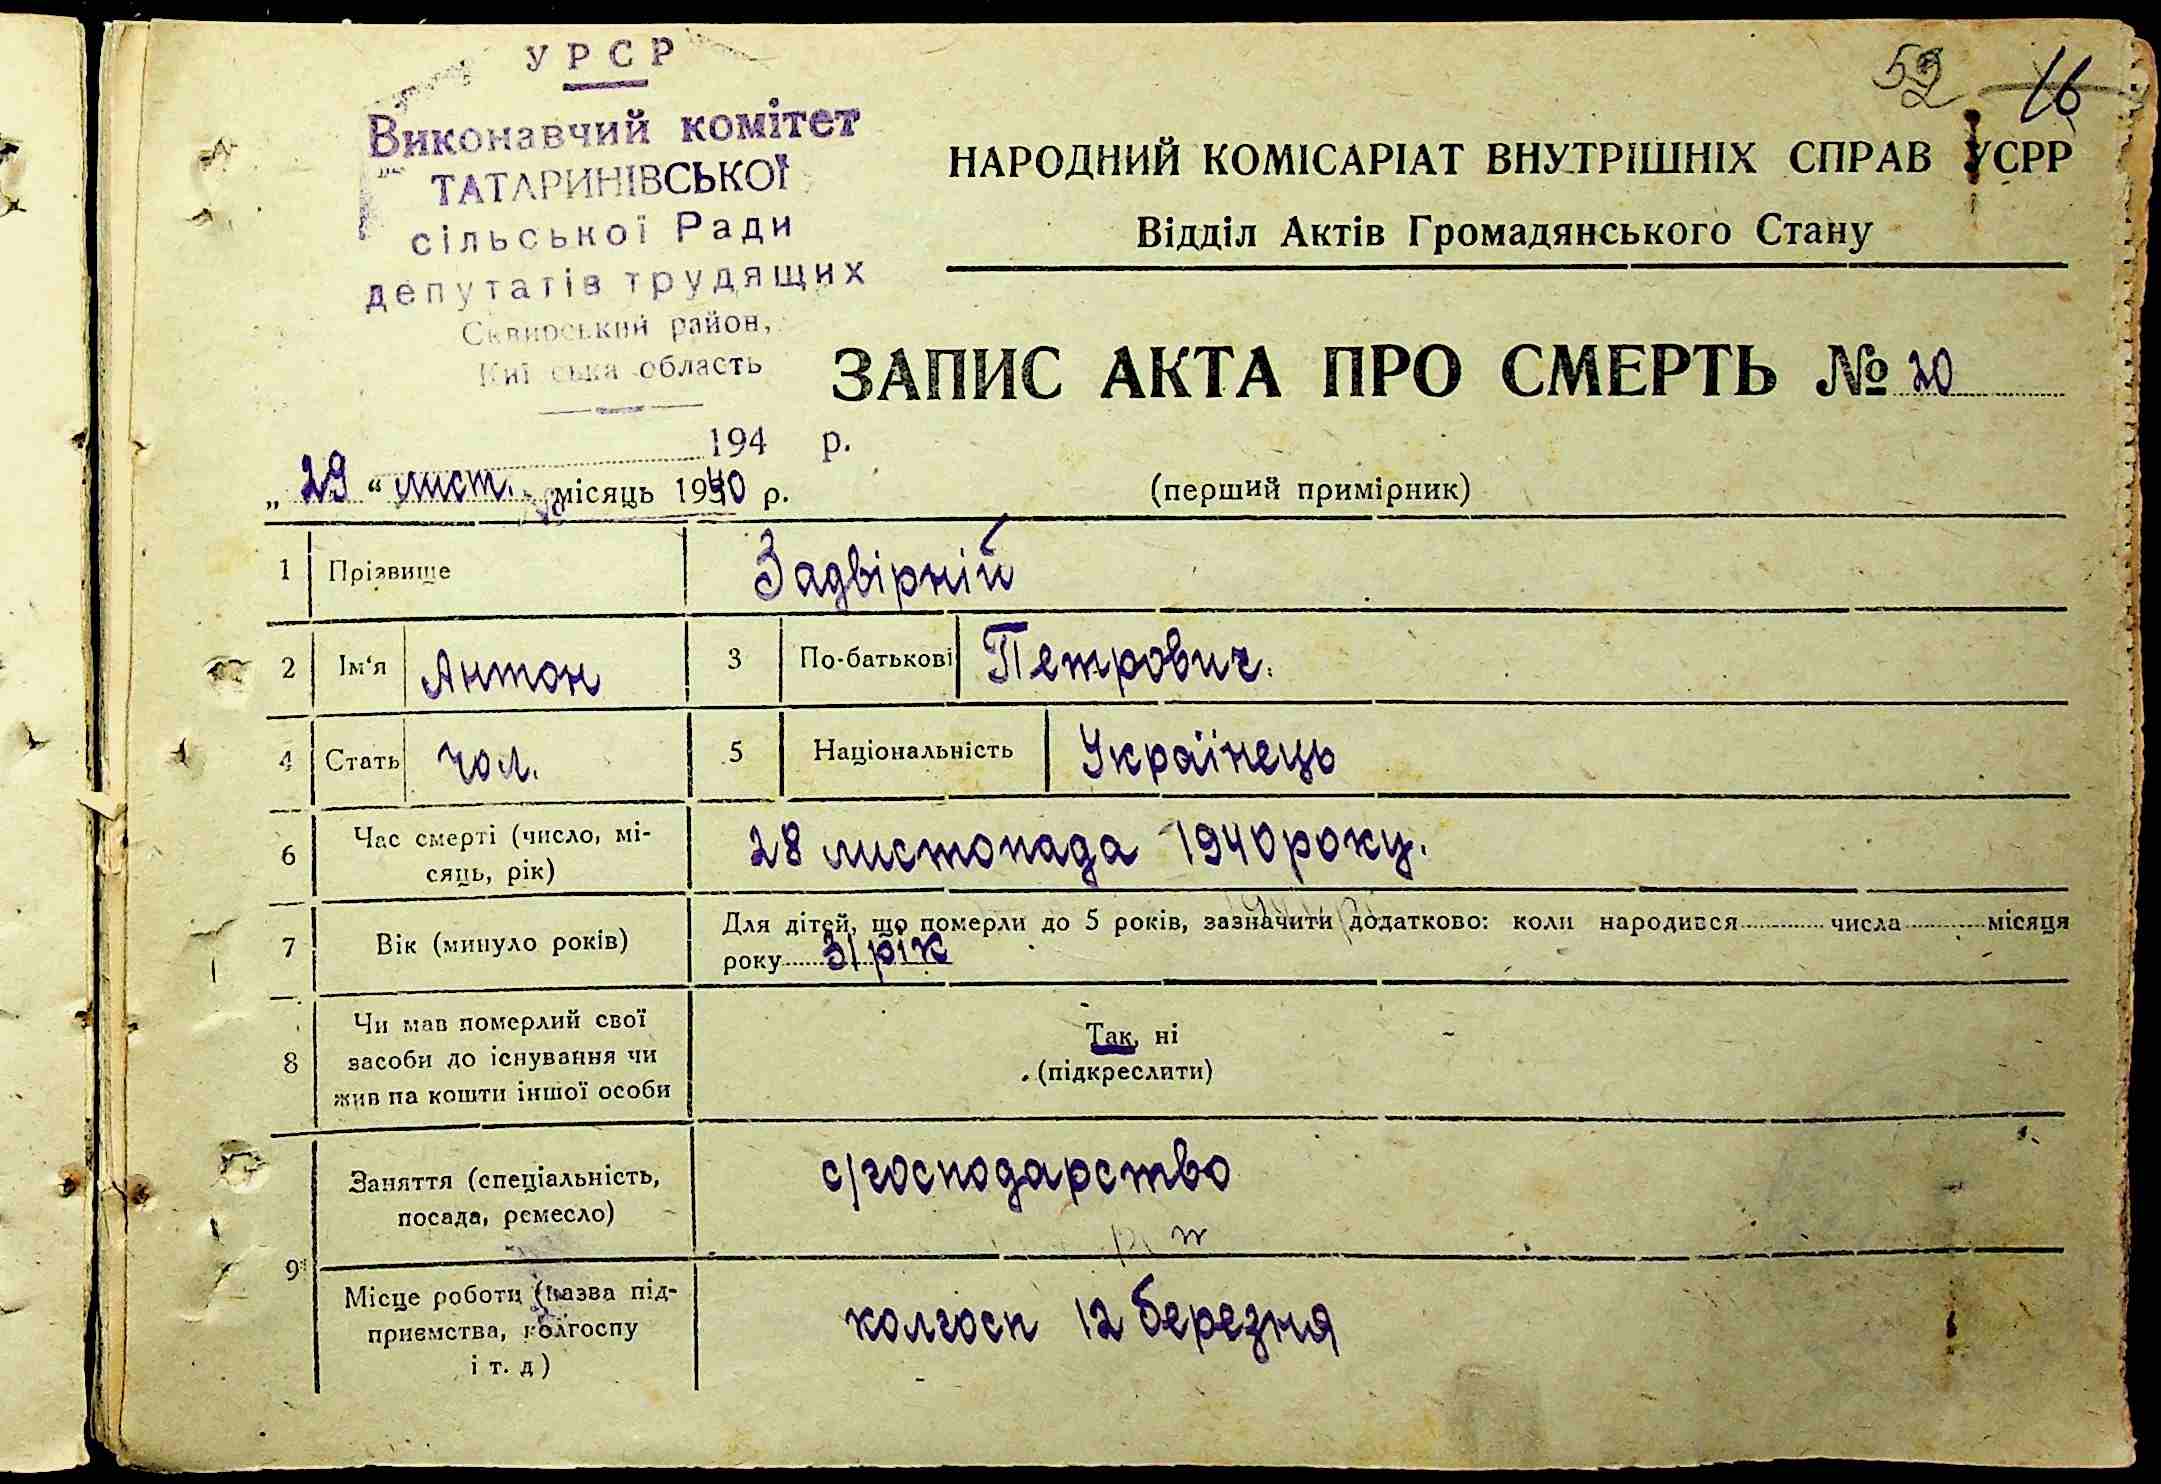 52 16
УРСР
Виконавчий комітет
ТАТАРИНІВСЬКОЇ
сільської Ради
депутатів трудящих
Сквирський район,
Київська область
194 р.
НАРОДНИЙ КОМІСАРІАТ ВНУТРІШНІХ СПРАВ УСРР
Відділ Актів Громадянського Стану
ЗАПИС АКТА ПРО СМЕРТЬ № 20
„29“ лист. місяць 1940 р.
(перший примірник)
1 Прізвище Задвірній
2 Ім‘я Антон 3 По-батькові Петрович.
4 Стать чол. 5 Національність Українець
6 Час смерті (число, мі-
сяць, рік) 28 листопада 1940 року.
7 Вік (минуло років) Для дітей, що померли до 5 років, зазначити додатково: коли народився числа місяця
року 31 рік
8 Чи мав померлий свої
засоби до існування чи
жив на кошти іншої особи
Так, ні
(підкреслити)
9 Заняття (спеціальність,
посада, ремесло) с/господарство
Місце роботи (назва під-
приємства, колгоспу
і т. д) колгосп 12 березня